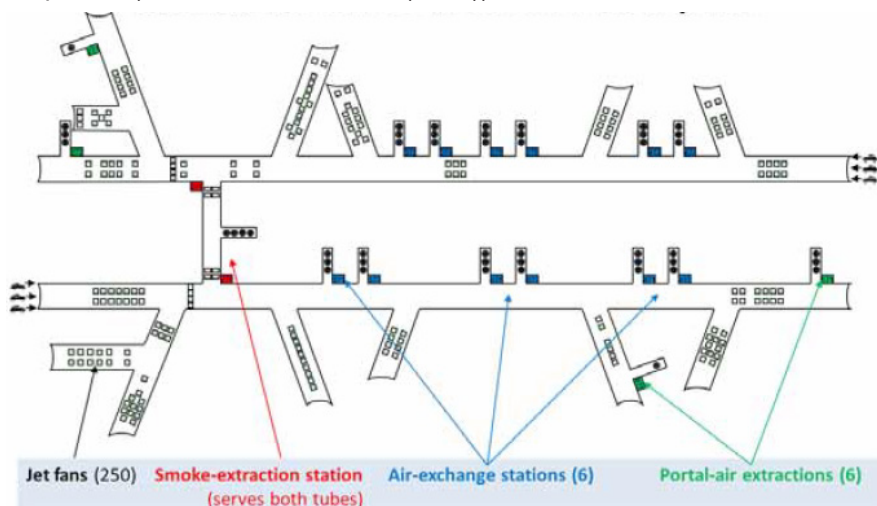 Jet fans (250)
Smoke-extraction station
(serves both tubes)
Air-exchange stations (6)
Portal-air extractions (6)